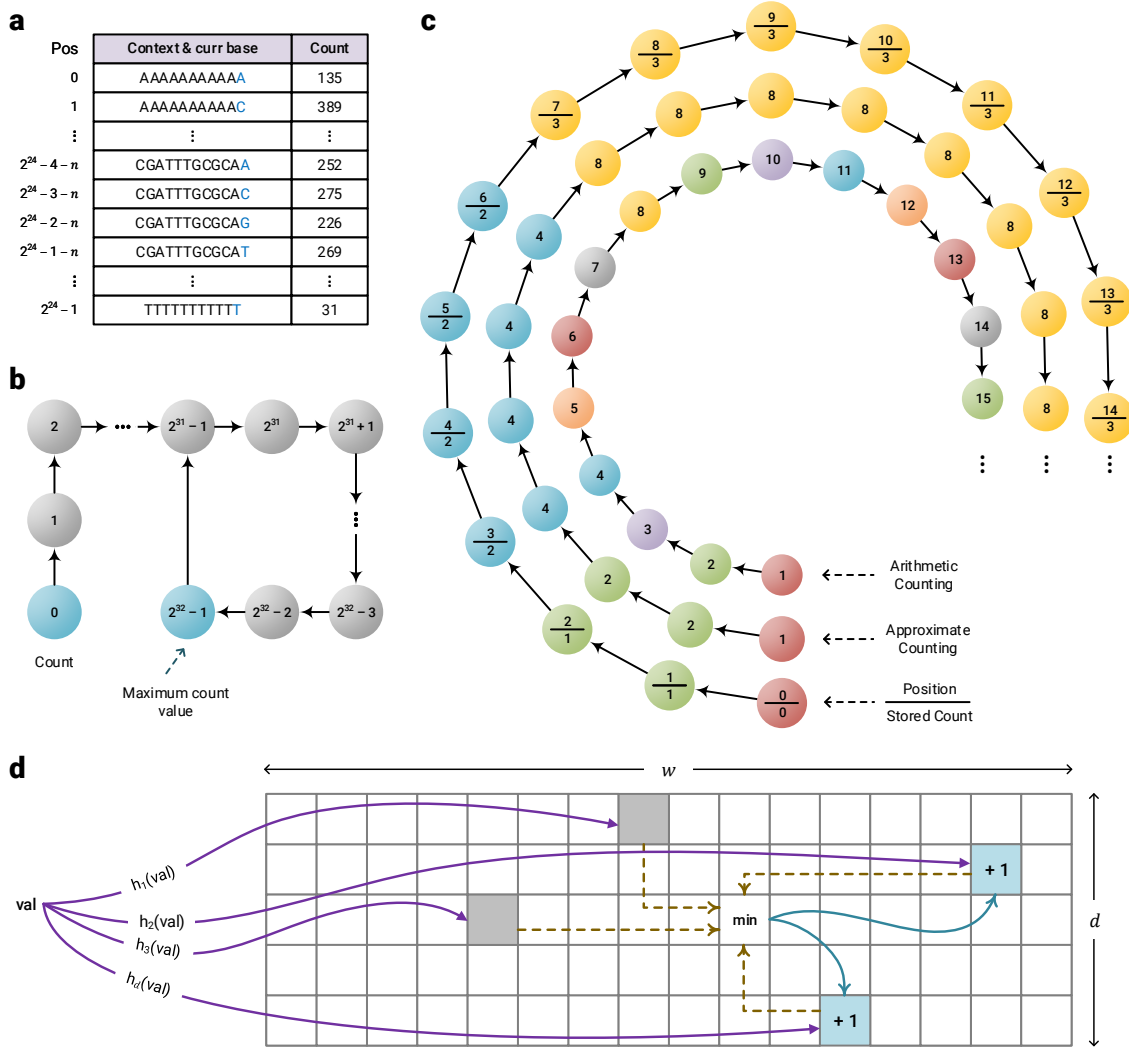 a
Pos Context & curr base Count
0 AAAAAAAAAAAA 135
1 AAAAAAAAAAAC 389
⋮ ⋮ ⋮
2²⁴ – 4 – n CGATTTGCGCAA 252
2²⁴ – 3 – n CGATTTGCGCAC 275
2²⁴ – 2 – n CGATTTGCGCAG 226
2²⁴ – 1 – n CGATTTGCGCAT 269
⋮ ⋮ ⋮
2²⁴ – 1 TTTTTTTTTTTT 31
b
2 ··· 2³¹ – 1 2³¹ 2³¹ + 1
1 ⋮
0 2³² – 1 2³² – 2 2³² – 3
Count
Maximum count
value
c
1 2 3 4 5 6 7 8 9 10 11 12 13 14 15 ⋮
Arithmetic
Counting
1 2 2 4 4 4 4 4 8 8 8 8 8 8 8 8 ⋮
Approximate
Counting
0/0 1/1 2/1 3/2 4/2 5/2 6/2 7/3 8/3 9/3 10/3 11/3 12/3 13/3 14/3 ⋮
Position
Stored Count
d
w
val
h₁(val)
h₂(val)
h₃(val)
h_d(val)
+ 1
min
+ 1
d